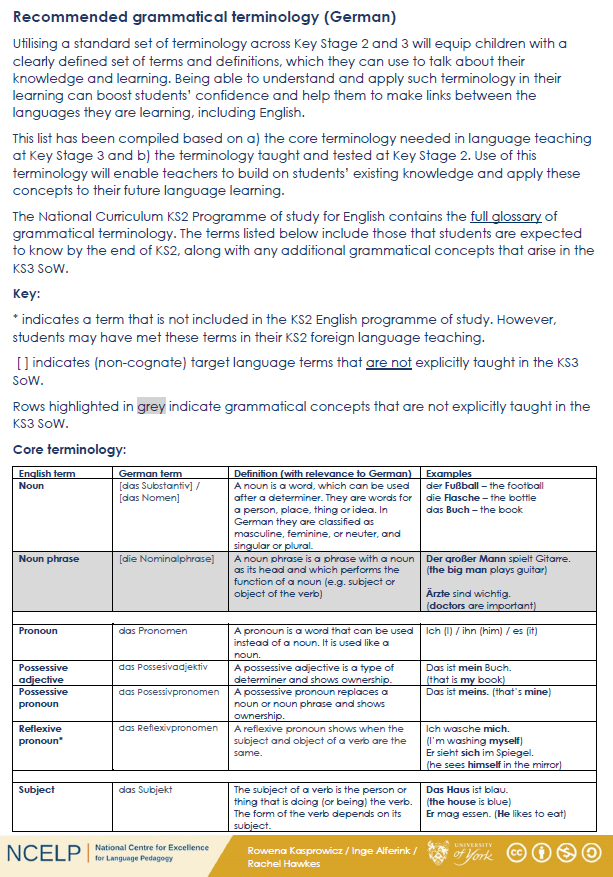 Recommended grammatical terminology (German)
Utilising a standard set of terminology across Key Stage 2 and 3 will equip children with a
clearly defined set of terms and definitions, which they can use to talk about their
knowledge and learning. Being able to understand and apply such terminology in their
learning can boost students' confidence and help them to make links between the
languages they are learning, including English.
This list has been compiled based on a) the core terminology needed in language teaching
at Key Stage 3 and b) the terminology taught and tested at Key Stage 2. Use of this
terminology will enable teachers to build on students' existing knowledge and apply these
concepts to their future language learning.
The National Curriculum KS2 Programme of study for English contains the full glossary of
grammatical terminology. The terms listed below include those that students are expected
to know by the end of KS2, along with any additional grammatical concepts that arise in the
KS3 SoW.
Key:
* indicates a term that is not included in the KS2 English programme of study. However,
students may have met these terms in their KS2 foreign language teaching.
[ ] indicates (non-cognate) target language terms that are not explicitly taught in the KS3
SoW.
Rows highlighted in grey indicate grammatical concepts that are not explicitly taught in the
KS3 SoW.
Core terminology:
English term
German term
Definition (with relevance to German)
Examples
Noun
[das Substantiv] /
[das Nomen]
A noun is a word, which can be used
after a determiner. They are words for
a person, place, thing or idea. In
German they are classified as
masculine, feminine, or neuter, and
singular or plural.
der Fußball – the football
die Flasche – the bottle
das Buch – the book
Noun phrase
[die Nominalphrase]
A noun phrase is a phrase with a noun
as its head and which performs the
function of a noun (e.g. subject or
object of the verb)
Der großer Mann spielt Gitarre.
(the big man plays guitar)
Ärzte sind wichtig.
(doctors are important)
Pronoun
das Pronomen
A pronoun is a word that can be used
instead of a noun. It is used like a
noun.
Ich (I) / ihn (him) / es (it)
Possessive
adjective
das Possesivadjektiv
A possessive adjective is a type of
determiner and shows ownership.
Das ist mein Buch.
(that is my book)
Possessive
pronoun
das Posessivpronomen
A possessive pronoun replaces a
noun or noun phrase and shows
ownership.
Das ist meins. (that's mine)
Reflexive
pronoun*
das Reflexivpronomen
A reflexive pronoun shows when the
subject and object of a verb are the
same.
Ich wasche mich.
(I'm washing myself)
Er sieht sich im Spiegel.
(he sees himself in the mirror)
Subject
das Subjekt
The subject of a verb is the person or
thing that is doing (or being) the verb.
The form of the verb depends on its
subject.
Das Haus ist blau.
(the house is blue)
Er mag essen. (He likes to eat)
NCELP
National Centre for Excellence
for Language Pedagogy
Rowena Kasprowicz / Inge Alferink /
Rachel Hawkes
UNIVERSITY
of York
cc